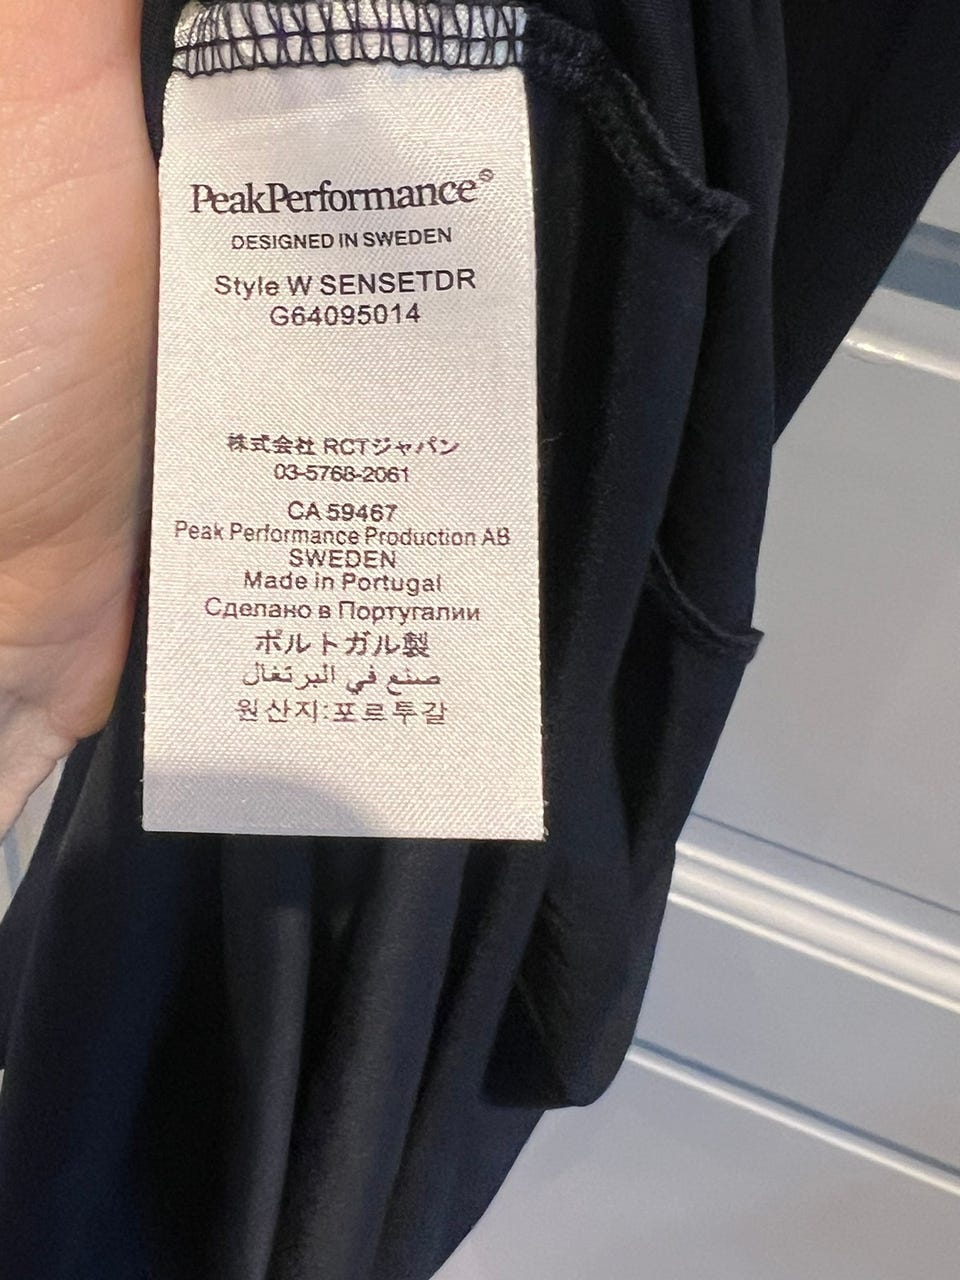 PeakPerformance®
DESIGNED IN SWEDEN
Style W SENSETDR
G64095014
株式会社 RCTジャパン
03-5768-2061
CA 59467
Peak Performance Production AB
SWEDEN
Made in Portugal
Сделано в Португалии
ポルトガル製
صنع في البرتغال
원산지:포르투갈